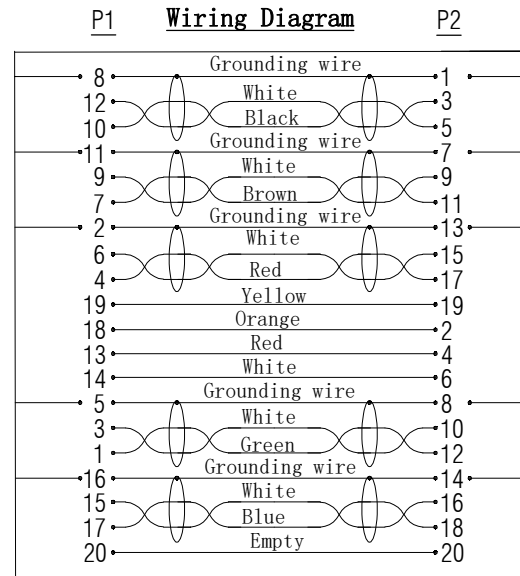 P1 Wiring Diagram P2
8 Grounding wire 1
12 White 3
10 Black 5
11 Grounding wire 7
9 White 9
7 Brown 11
2 Grounding wire 13
6 White 15
4 Red 17
19 Yellow 19
18 Orange 2
13 Red 4
14 White 6
5 Grounding wire 8
3 White 10
1 Green 12
16 Grounding wire 14
15 White 16
17 Blue 18
20 Empty 20